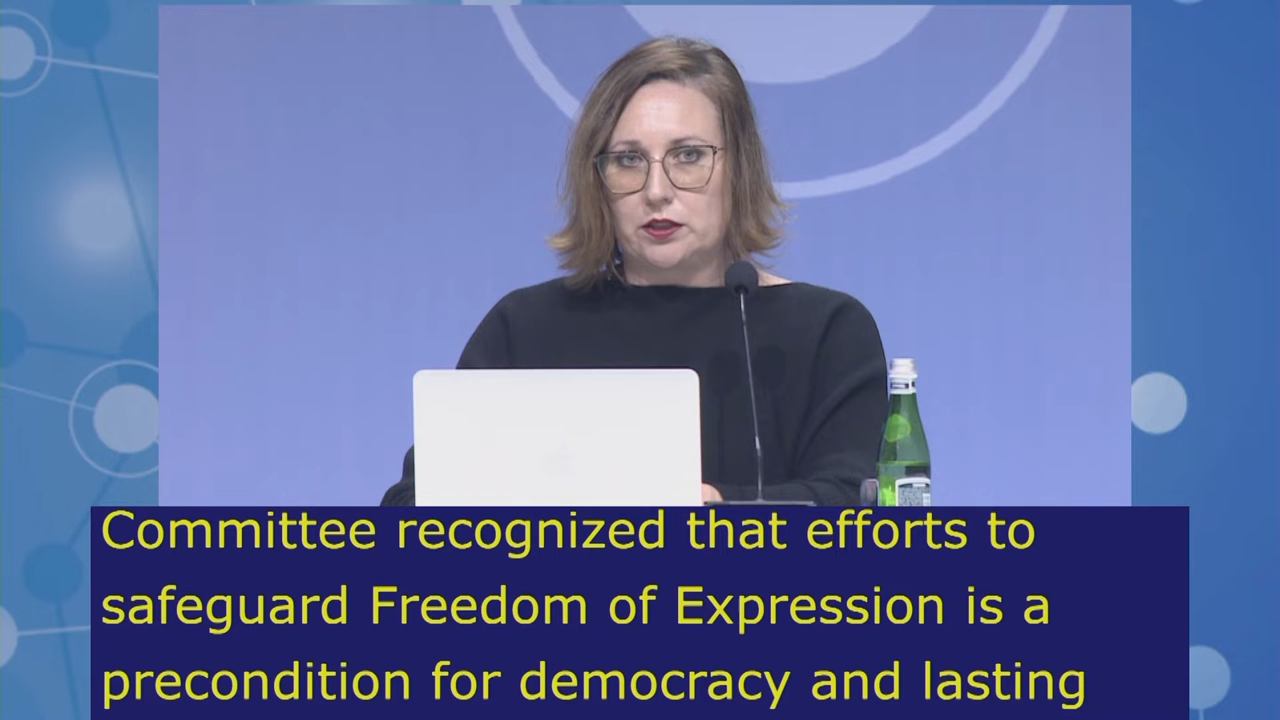 Committee recognized that efforts to
safeguard Freedom of Expression is a
precondition for democracy and lasting